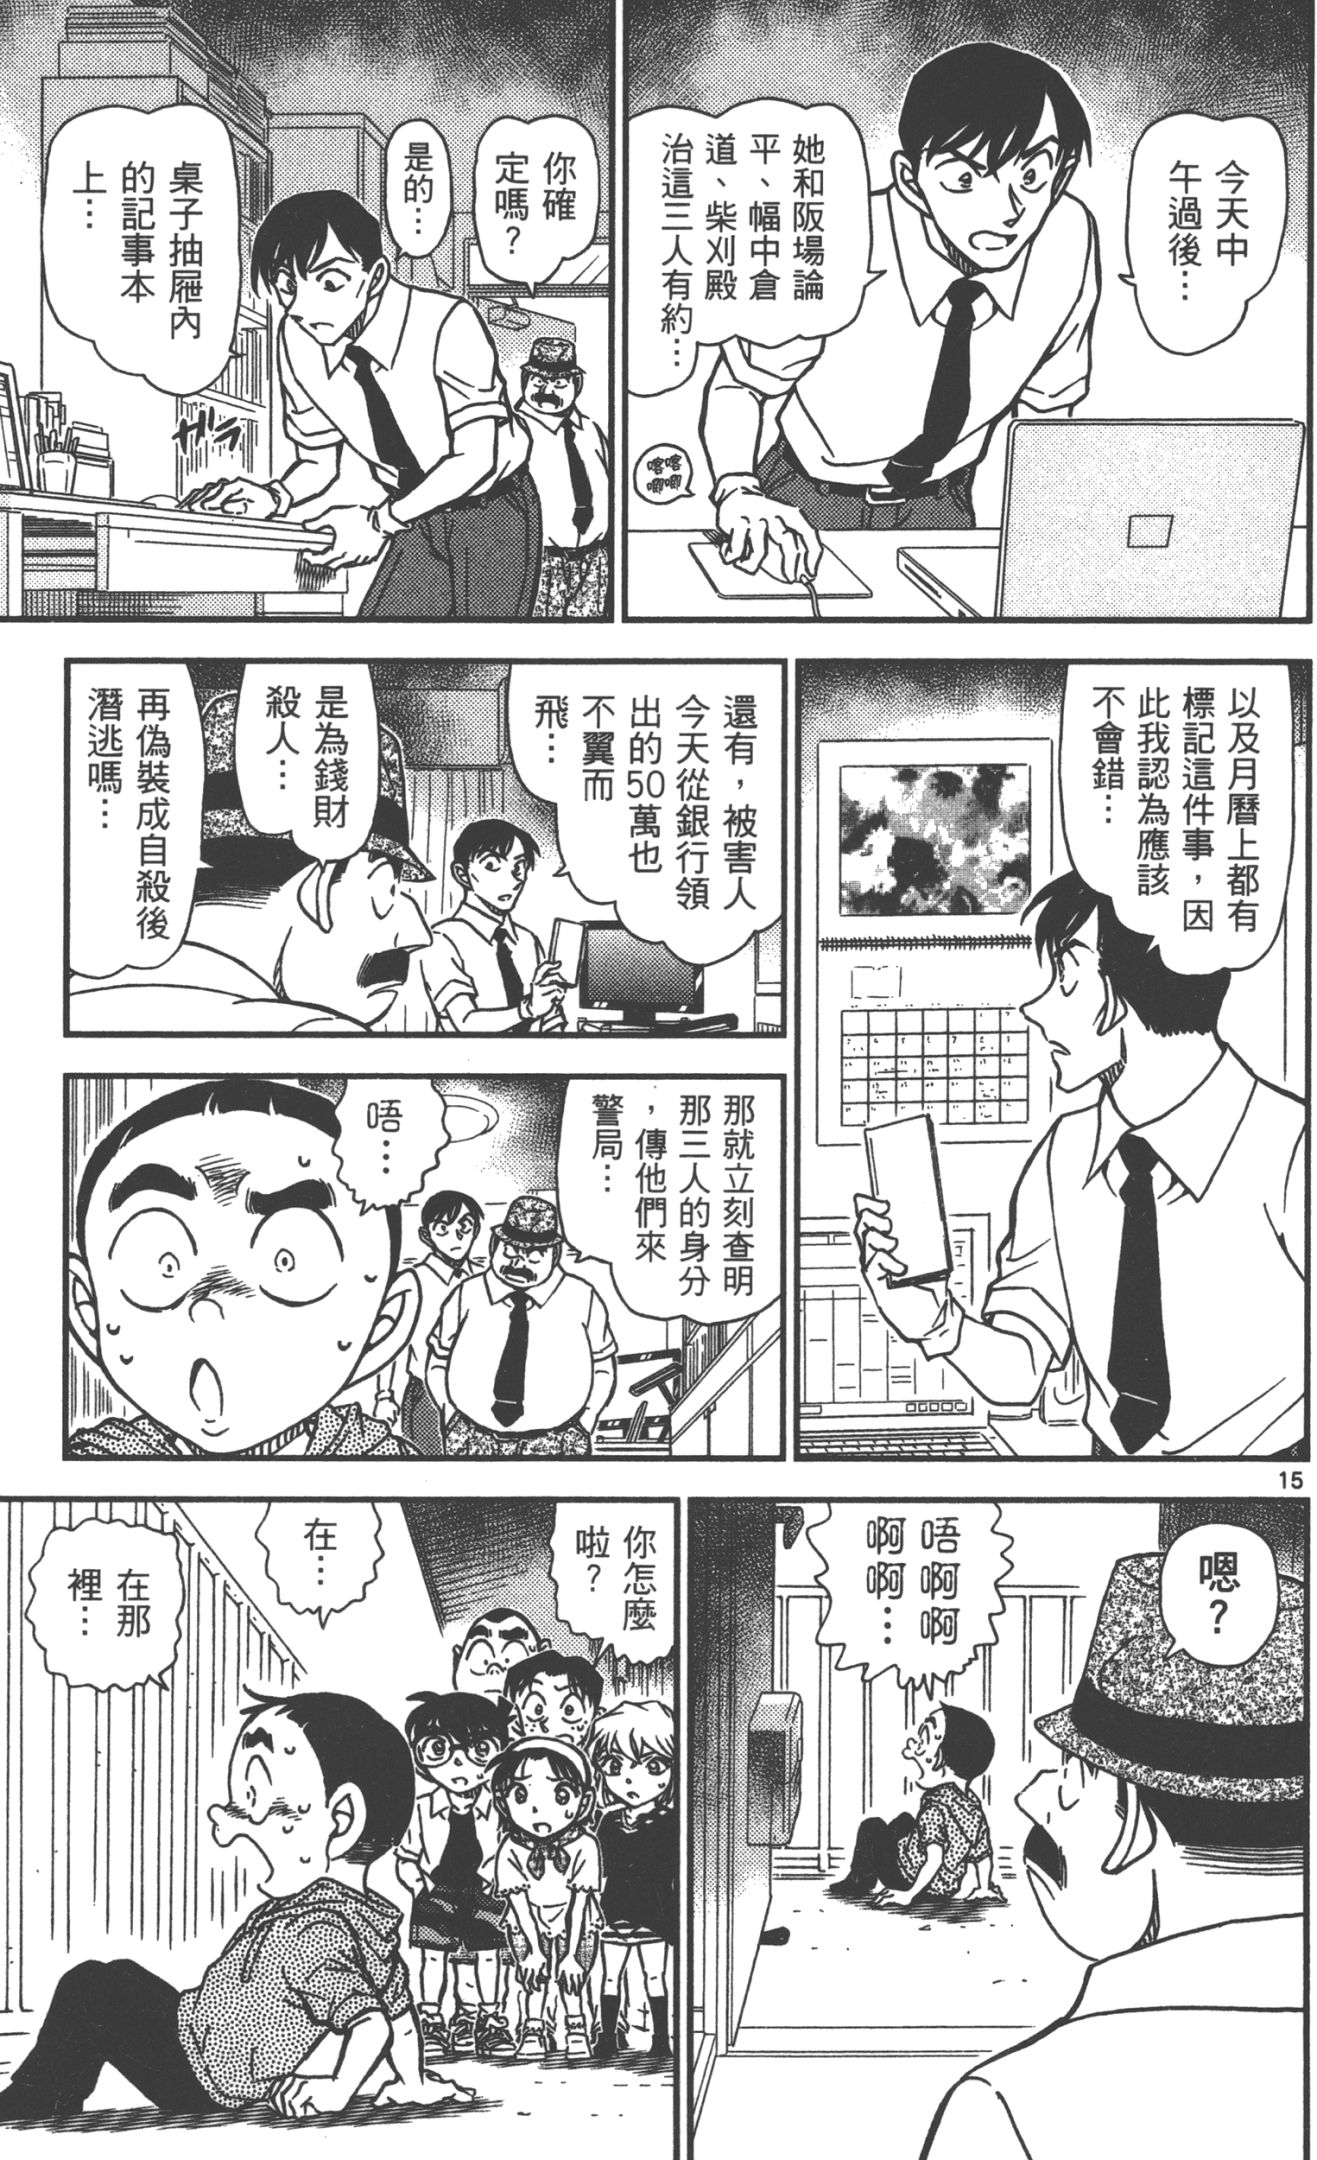 今天中
午過後…
她和阪場論
平、幅中倉
道、柴刈殿
治這三人有約…
喀喀
唧唧
你確
定嗎？
是的…
桌子抽屜內
的記事本
上…
ガラ
以及月曆上都有
標記這件事，因
此我認為應該
不會錯…
還有，被害人
今天從銀行領
出的50萬也
不翼而
飛…
是為錢財
殺人…
再偽裝成自殺後
潛逃嗎…
那就立刻查明
那三人的身分
，傳他們來
警局…
唔…
15
嗯？
唔啊啊
啊啊…
你怎麼
啦？
在…
在那
裡…